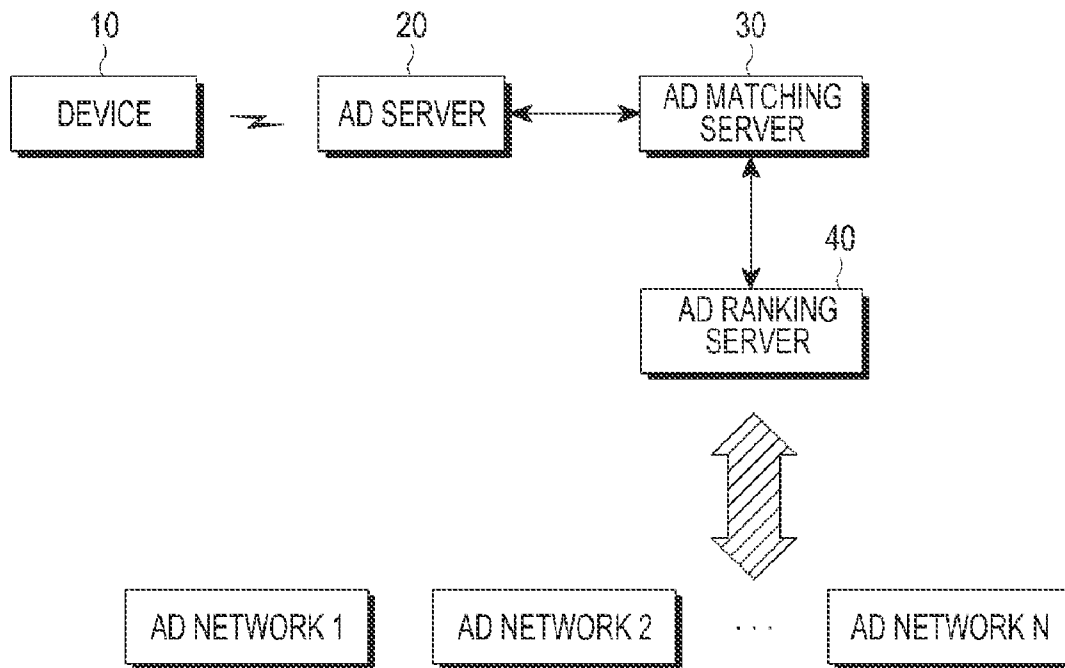 10
20
30
DEVICE
AD SERVER
AD MATCHING
SERVER
40
AD RANKING
SERVER
AD NETWORK 1
AD NETWORK 2
. . .
AD NETWORK N